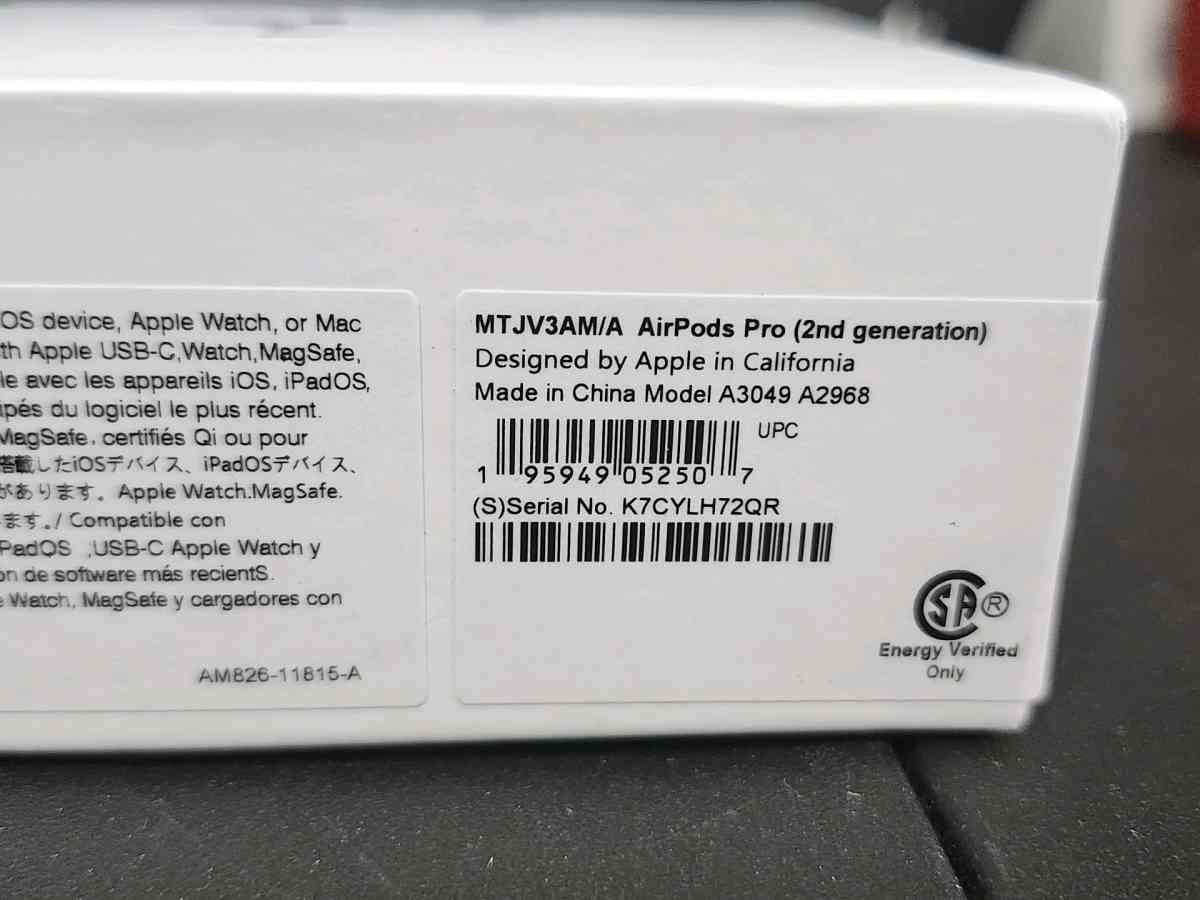 OS device, Apple Watch, or Mac
th Apple USB-C,Watch,MagSafe,
le avec les appareils iOS, iPadOS,
ipés du logiciel le plus récent.
MagSafe, certifiés Qi ou pour
搭載したiOSデバイス、iPadOSデバイス、
があります。Apple Watch.MagSafe.
ます。/ Compatible con
PadOS ;USB-C Apple Watch y
on de software más recientS.
e Watch, MagSafe y cargadores con
AM826-11815-A
MTJV3AM/A AirPods Pro (2nd generation)
Designed by Apple in California
Made in China Model A3049 A2968
UPC
1 95949 05250 7
(S)Serial No. K7CYLH72QR
CSA®
Energy Verified
Only